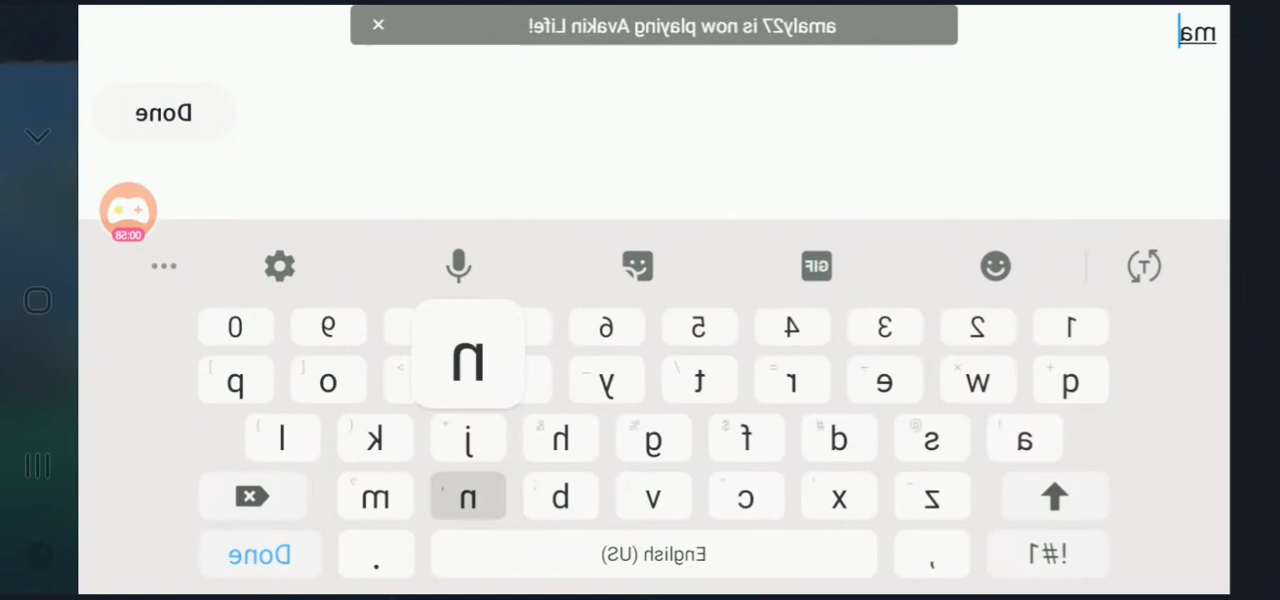 ma
amaly27 is now playing Avakin Life! ×
Done
00:58
T GIF
1 2 3 4 5 6 9 0
+ × ÷ = / _ > [ ]
q w e r t y n o p
! @ # $ % & * ( )
a s d f g h j k l
- ' " : ; , ?
z x c v b n m
!#1 , English (US) . Done